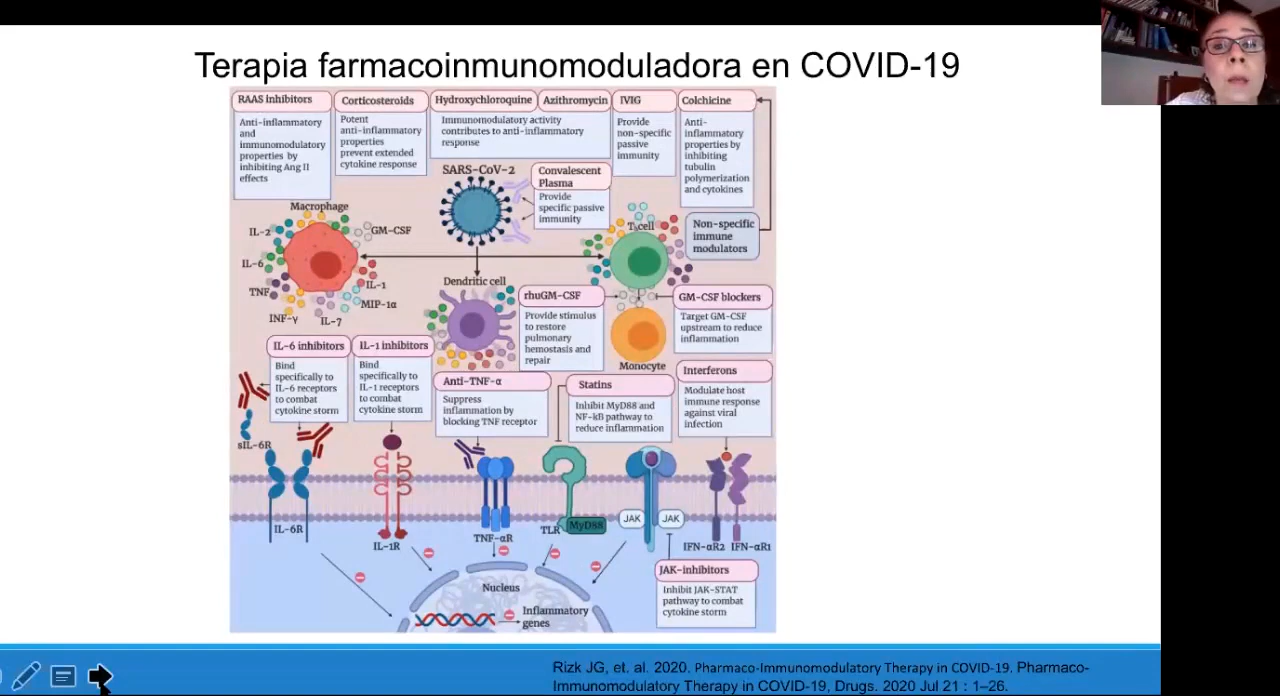 Terapia farmacoinmunomoduladora en COVID-19
RAAS inhibitors
Anti-inflammatory
and
immunomodulatory
properties by
inhibiting Ang II
effects
Corticosteroids
Potent
anti-inflammatory
properties
prevent extended
cytokine response
Hydroxychloroquine
Azithromycin
Immunomodulatory activity
contributes to anti-inflammatory
response
IVIG
Provide
non-specific
passive
immunity
Colchicine
Anti-
inflammatory
properties by
inhibiting
tubulin
polymerization
and cytokines
SARS-CoV-2
Convalescent
Plasma
Provide
specific passive
immunity
Non-specific
immune
modulators
Macrophage
IL-2
GM-CSF
IL-6
TNF
IL-1
MIP-1α
INF-γ
IL-7
T cell
Dendritic cell
rhuGM-CSF
Provide stimulus
to restore
pulmonary
hemostasis and
repair
GM-CSF blockers
Target GM-CSF
upstream to reduce
inflammation
Monocyte
IL-6 inhibitors
Bind
specifically to
IL-6 receptors
to combat
cytokine storm
IL-1 inhibitors
Bind
specifically to
IL-1 receptors
to combat
cytokine storm
Anti-TNF-α
Suppress
inflammation by
blocking TNF receptor
Statins
Inhibit MyD88 and
NF-kB pathway to
reduce inflammation
Interferons
Modulate host
immune response
against viral
infection
sIL-6R
IL-6R
IL-1R
TNF-αR
TLR
MyD88
JAK
JAK
IFN-αR2
IFN-αR1
JAK-inhibitors
Inhibit JAK-STAT
pathway to combat
cytokine storm
Nucleus
Inflammatory
genes
Rizk JG, et. al. 2020. Pharmaco-Immunomodulatory Therapy in COVID-19. Pharmaco-
Immunomodulatory Therapy in COVID-19, Drugs. 2020 Jul 21 : 1–26.